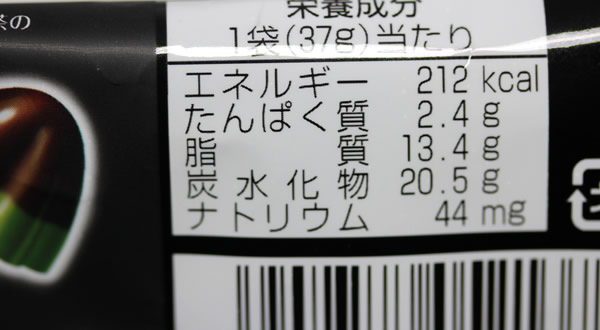 栄養成分
1袋(37g)当たり
エネルギー 212 kcal
たんぱく質 2.4 g
脂質 13.4 g
炭水化物 20.5 g
ナトリウム 44 mg